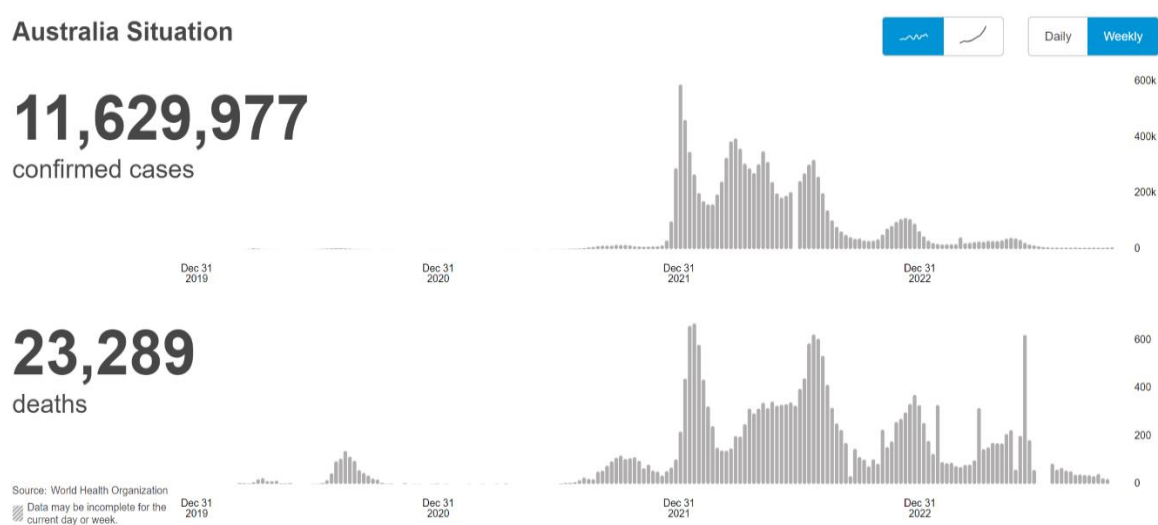 Australia Situation
Daily
Weekly
11,629,977
confirmed cases
600k
400k
200k
0
Dec 31
2019
Dec 31
2020
Dec 31
2021
Dec 31
2022
23,289
deaths
600
400
200
0
Source: World Health Organization
Data may be incomplete for the
current day or week.
Dec 31
2019
Dec 31
2020
Dec 31
2021
Dec 31
2022